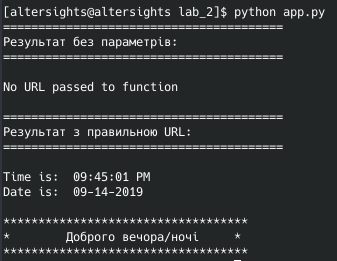 [altersights@altersights lab_2]$ python app.py
========================================
Результат без параметрів:
========================================
No URL passed to function
========================================
Результат з правильною URL:
========================================
Time is:  09:45:01 PM
Date is:  09-14-2019
***********************************
*        Доброго вечора/ночі     *
***********************************